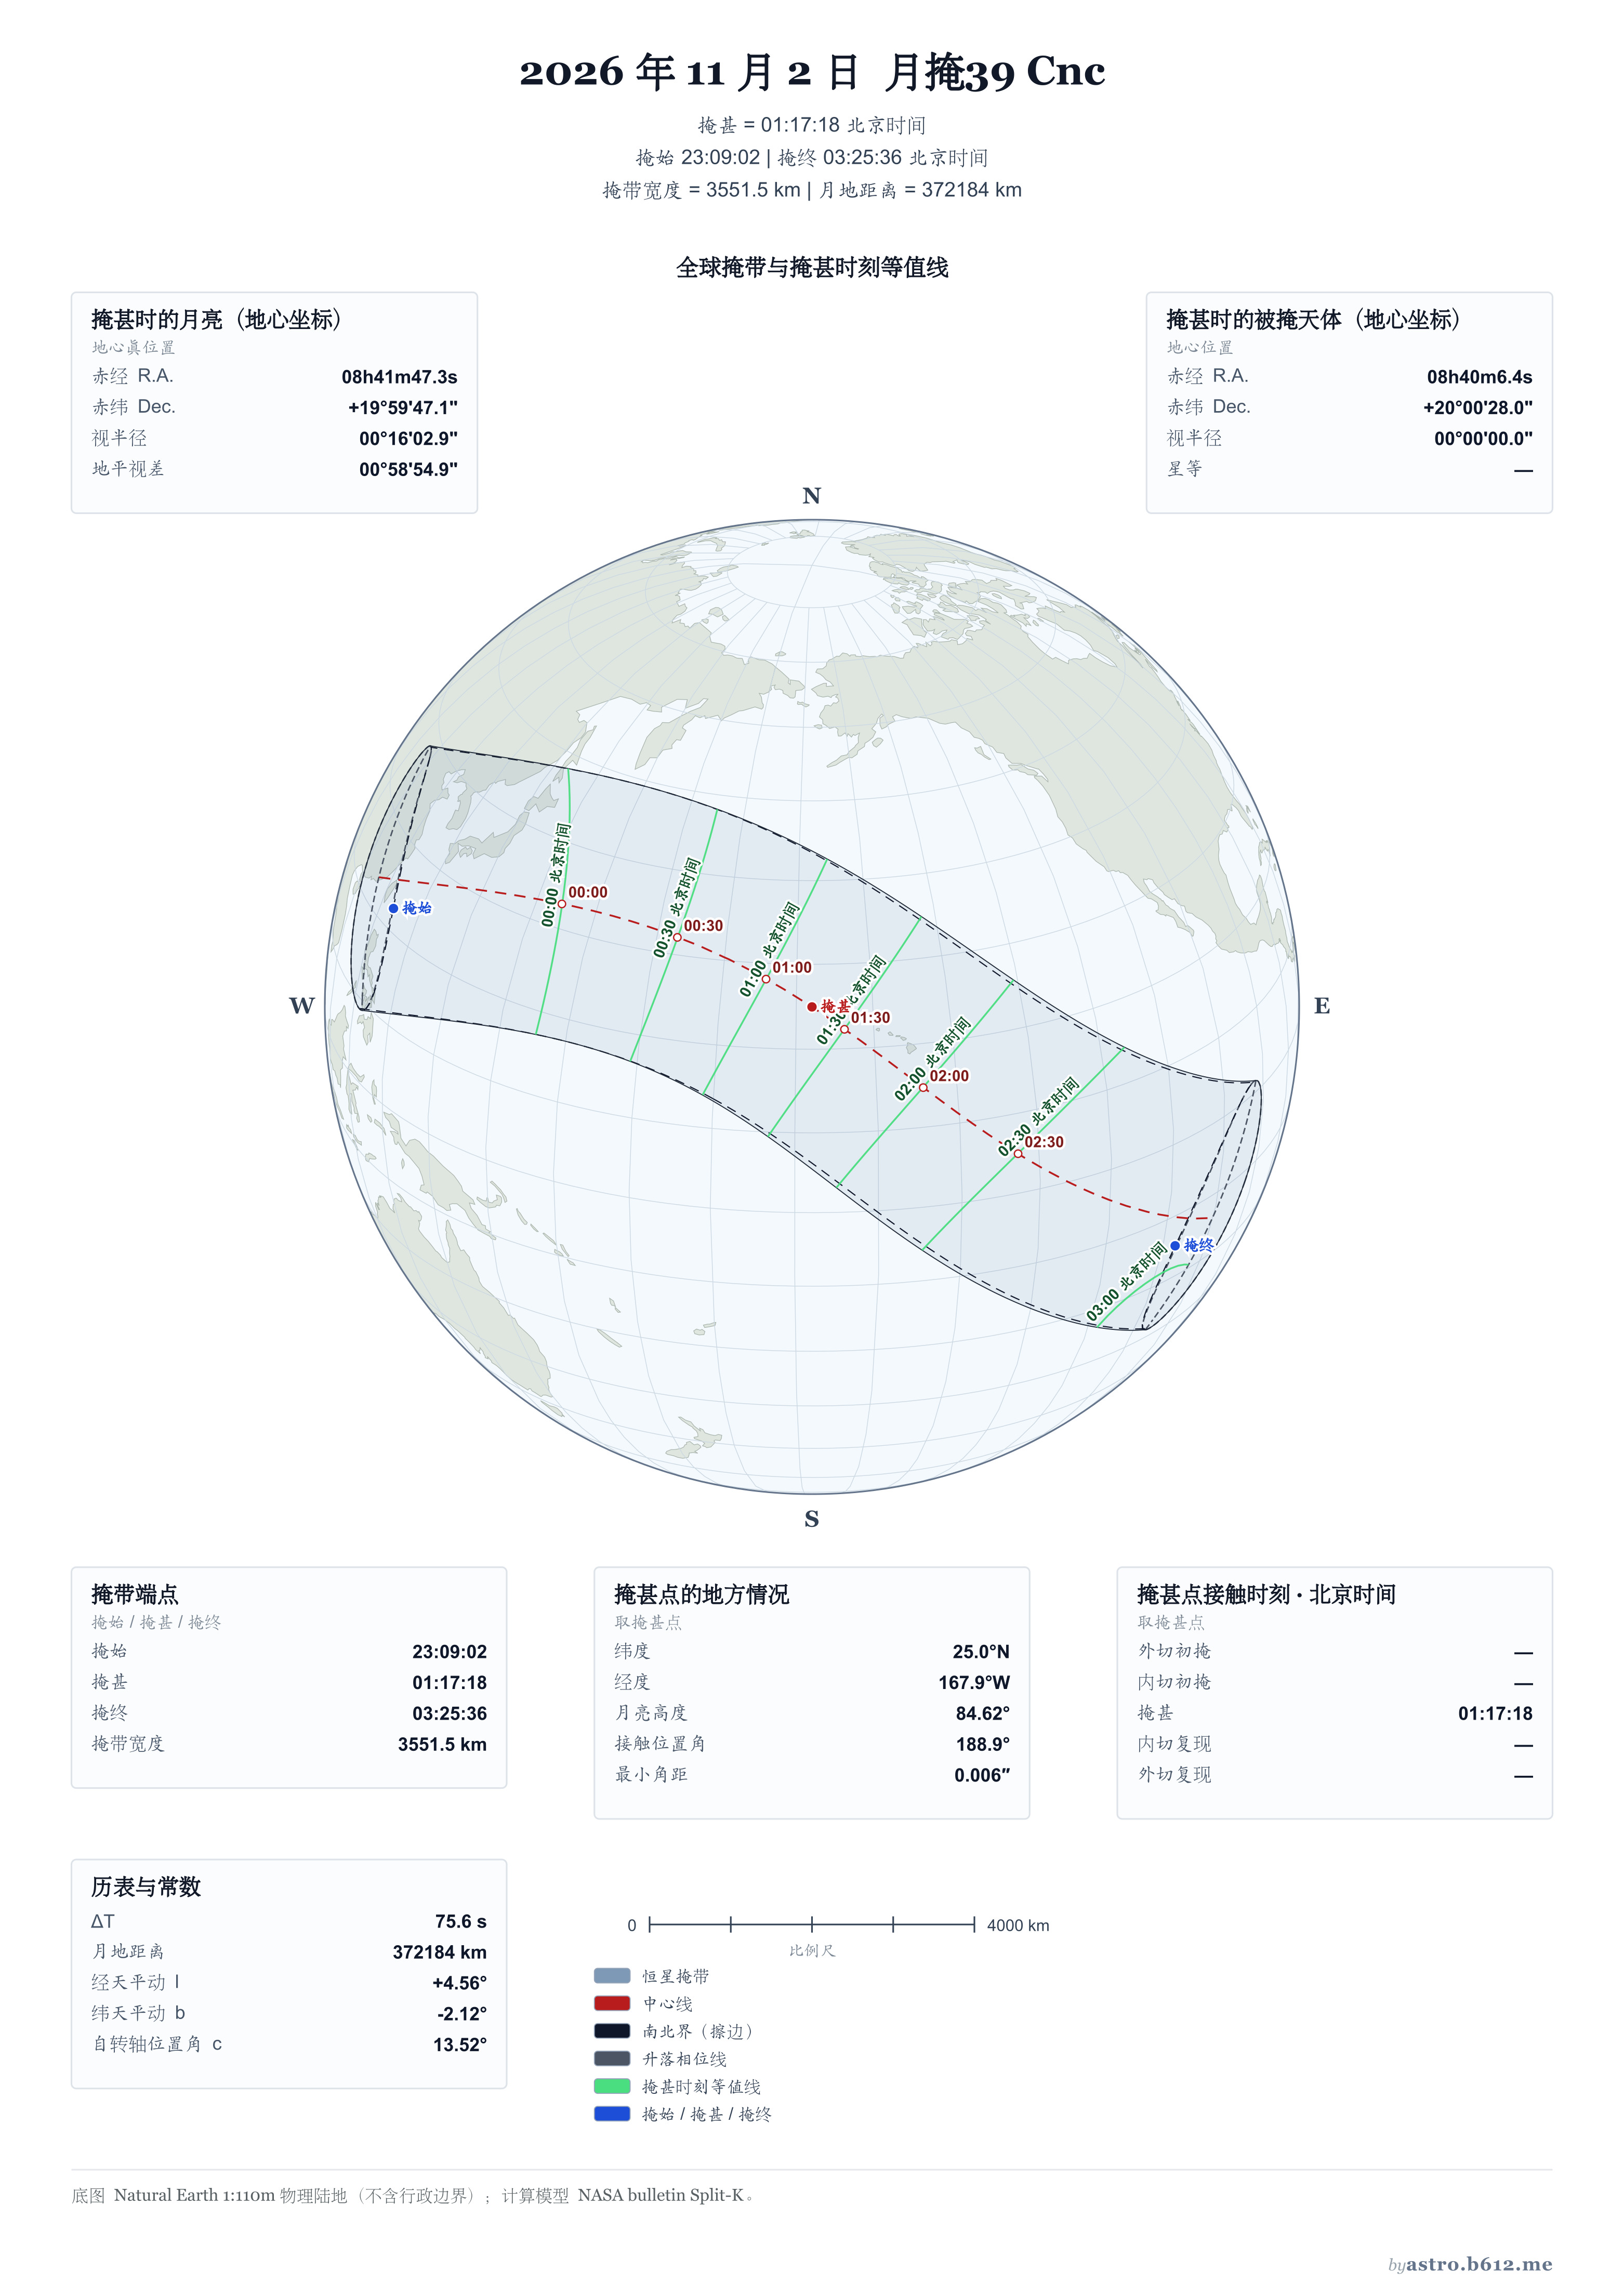 2026 年 11 月 2 日 月掩39 Cnc
掩甚 = 01:17:18 北京时间
掩始 23:09:02 | 掩终 03:25:36 北京时间
掩带宽度 = 3551.5 km | 月地距离 = 372184 km
全球掩带与掩甚时刻等值线
掩甚时的月亮（地心坐标）
地心真位置
赤经 R.A. 08h41m47.3s
赤纬 Dec. +19°59'47.1"
视半径 00°16'02.9"
地平视差 00°58'54.9"
掩甚时的被掩天体（地心坐标）
地心位置
赤经 R.A. 08h40m6.4s
赤纬 Dec. +20°00'28.0"
视半径 00°00'00.0"
星等 —
N
W
E
S
掩始
00:00 北京时间
00:00
00:30 北京时间
00:30
01:00 北京时间
01:00
掩甚
01:30 北京时间
01:30
02:00 北京时间
02:00
02:30 北京时间
02:30
掩终
03:00 北京时间
掩带端点
掩始 / 掩甚 / 掩终
掩始 23:09:02
掩甚 01:17:18
掩终 03:25:36
掩带宽度 3551.5 km
掩甚点的地方情况
取掩甚点
纬度 25.0°N
经度 167.9°W
月亮高度 84.62°
接触位置角 188.9°
最小角距 0.006″
掩甚点接触时刻 · 北京时间
取掩甚点
外切初掩 —
内切初掩 —
掩甚 01:17:18
内切复现 —
外切复现 —
历表与常数
ΔT 75.6 s
月地距离 372184 km
经天平动 l +4.56°
纬天平动 b -2.12°
自转轴位置角 c 13.52°
0 4000 km
比例尺
恒星掩带
中心线
南北界（擦边）
升落相位线
掩甚时刻等值线
掩始 / 掩甚 / 掩终
底图 Natural Earth 1:110m 物理陆地（不含行政边界）；计算模型 NASA bulletin Split-K。
byastro.b612.me